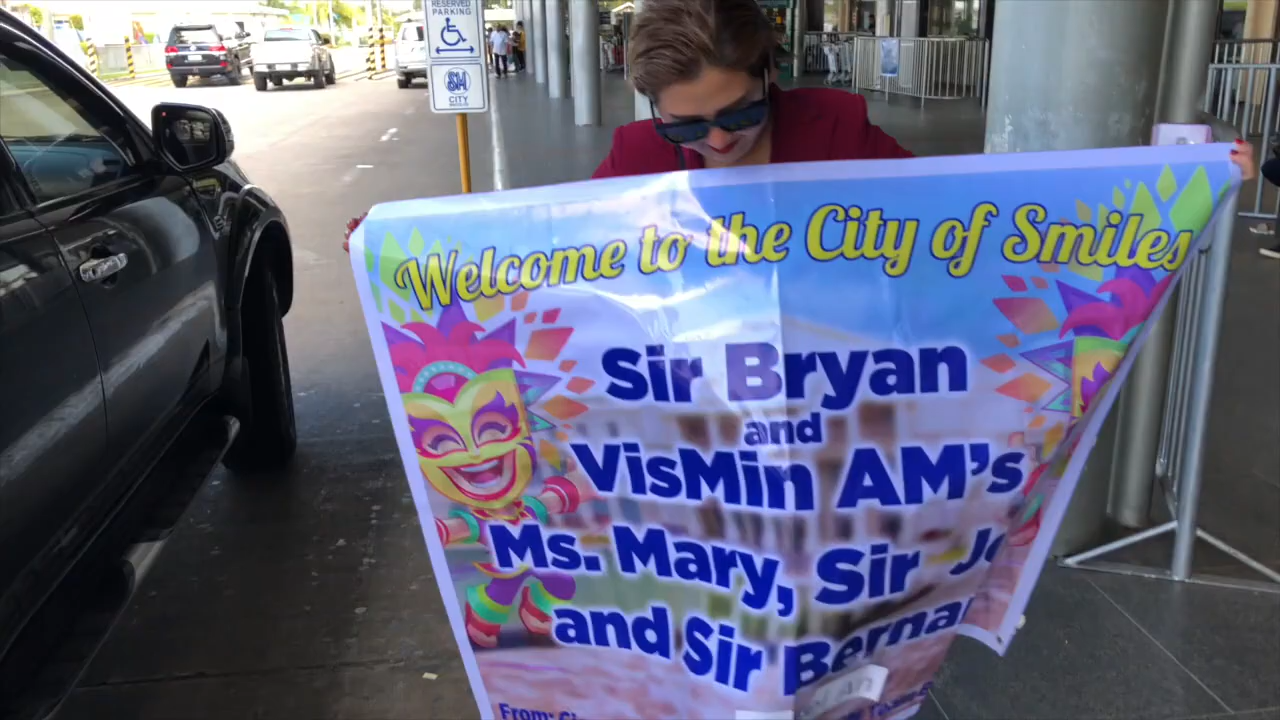 RESERVED
PARKING
SM
CITY
Welcome to the City of Smiles
Sir Bryan
and
VisMin AM's
Ms. Mary, Sir
and Sir
From: